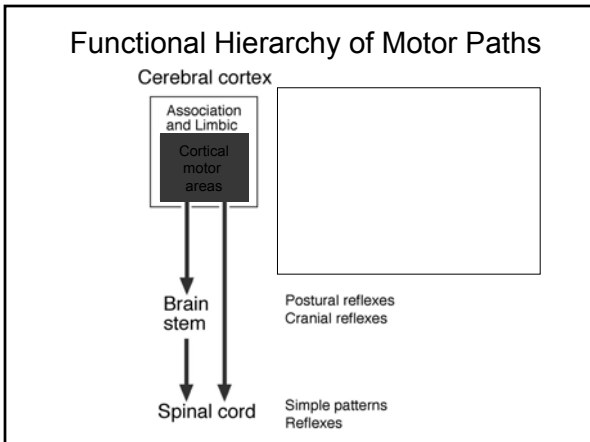 Functional Hierarchy of Motor Paths
Cerebral cortex
Association
and Limbic
Cortical
motor
areas
Brain
stem
Postural reflexes
Cranial reflexes
Spinal cord
Simple patterns
Reflexes